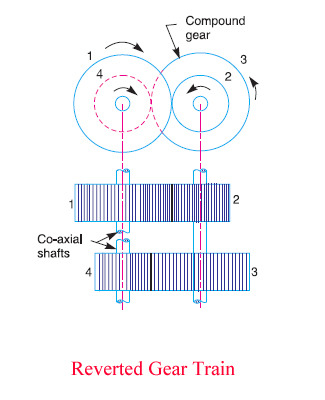 Compound
gear
1
3
4
2
1
2
Co-axial
shafts
4
3
Reverted Gear Train